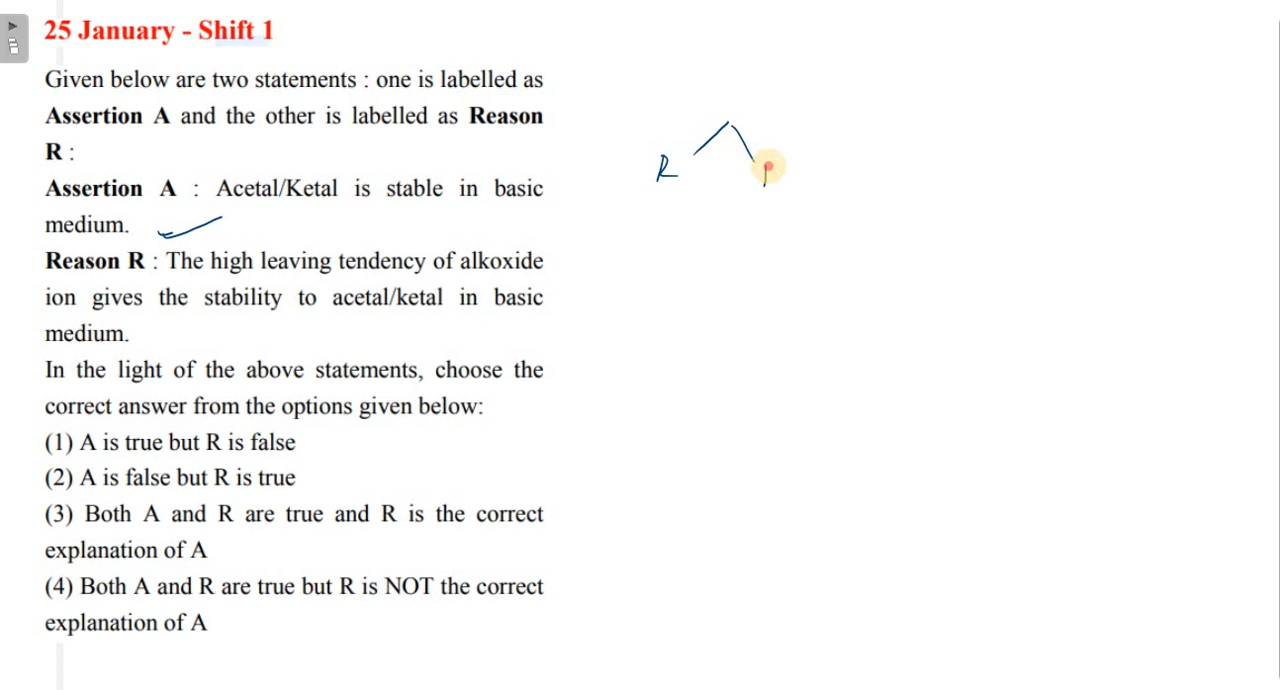 25 January - Shift 1
Given below are two statements : one is labelled as
Assertion A and the other is labelled as Reason
R :
Assertion A : Acetal/Ketal is stable in basic
medium.
Reason R : The high leaving tendency of alkoxide
ion gives the stability to acetal/ketal in basic
medium.
In the light of the above statements, choose the
correct answer from the options given below:
(1) A is true but R is false
(2) A is false but R is true
(3) Both A and R are true and R is the correct
explanation of A
(4) Both A and R are true but R is NOT the correct
explanation of A
R